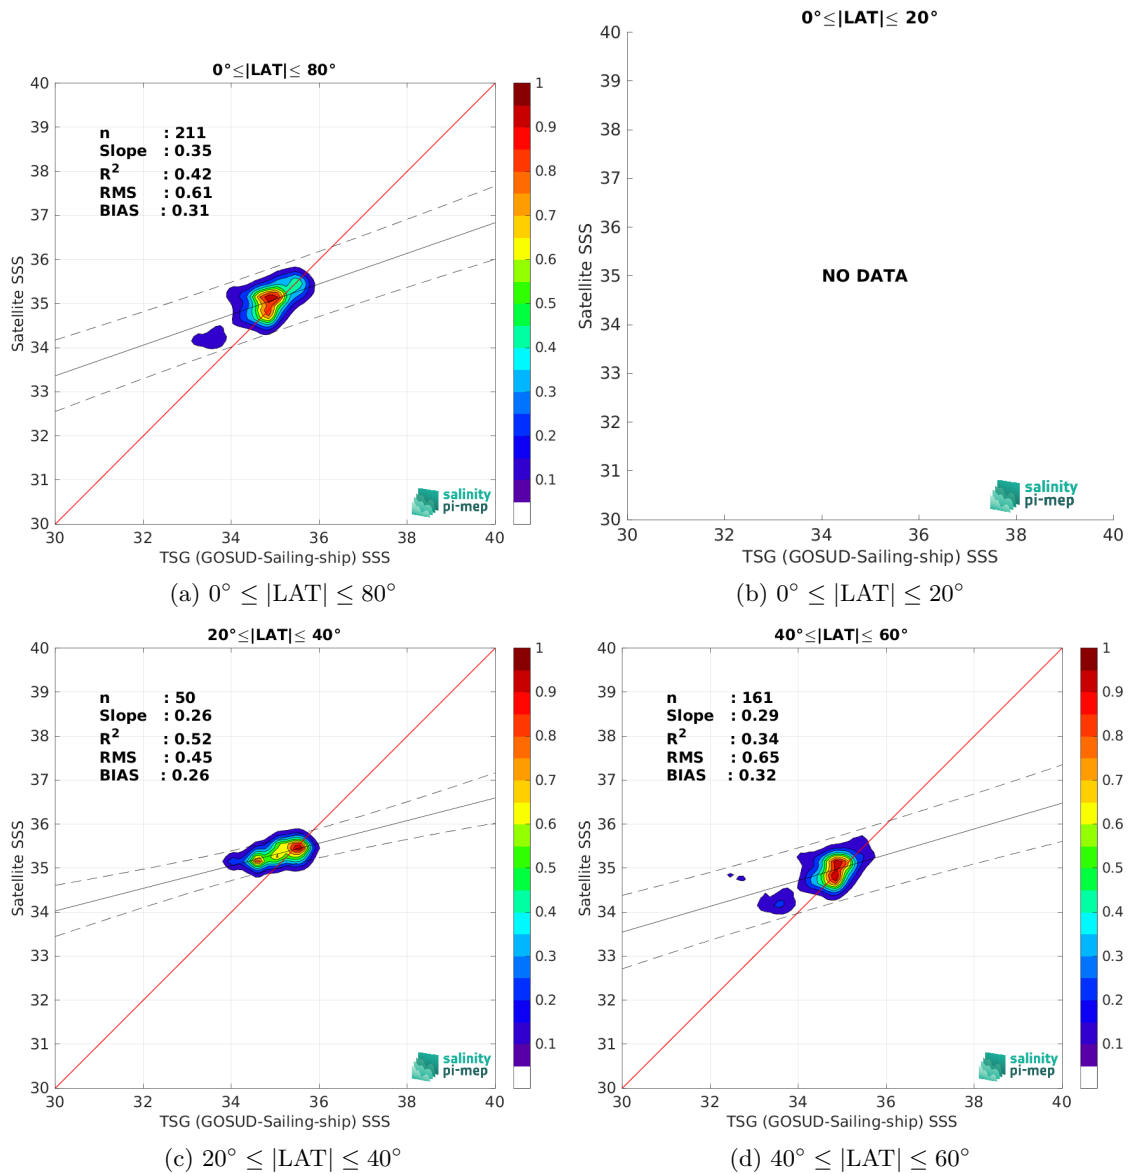 0°≤|LAT|≤ 80°
40
39
38
37
36
35
34
33
32
31
30
Satellite SSS
n : 211
Slope : 0.35
R2 : 0.42
RMS : 0.61
BIAS : 0.31
salinity
pi-mep
30 32 34 36 38 40
TSG (GOSUD-Sailing-ship) SSS
1
0.9
0.8
0.7
0.6
0.5
0.4
0.3
0.2
0.1
(a) 0° ≤ |LAT| ≤ 80°
0°≤|LAT|≤ 20°
40
39
38
37
36
35
34
33
32
31
30
Satellite SSS
NO DATA
salinity
pi-mep
30 32 34 36 38 40
TSG (GOSUD-Sailing-ship) SSS
(b) 0° ≤ |LAT| ≤ 20°
20°≤|LAT|≤ 40°
40
39
38
37
36
35
34
33
32
31
30
Satellite SSS
n : 50
Slope : 0.26
R2 : 0.52
RMS : 0.45
BIAS : 0.26
salinity
pi-mep
30 32 34 36 38 40
TSG (GOSUD-Sailing-ship) SSS
1
0.9
0.8
0.7
0.6
0.5
0.4
0.3
0.2
0.1
(c) 20° ≤ |LAT| ≤ 40°
40°≤|LAT|≤ 60°
40
39
38
37
36
35
34
33
32
31
30
Satellite SSS
n : 161
Slope : 0.29
R2 : 0.34
RMS : 0.65
BIAS : 0.32
salinity
pi-mep
30 32 34 36 38 40
TSG (GOSUD-Sailing-ship) SSS
1
0.9
0.8
0.7
0.6
0.5
0.4
0.3
0.2
0.1
(d) 40° ≤ |LAT| ≤ 60°